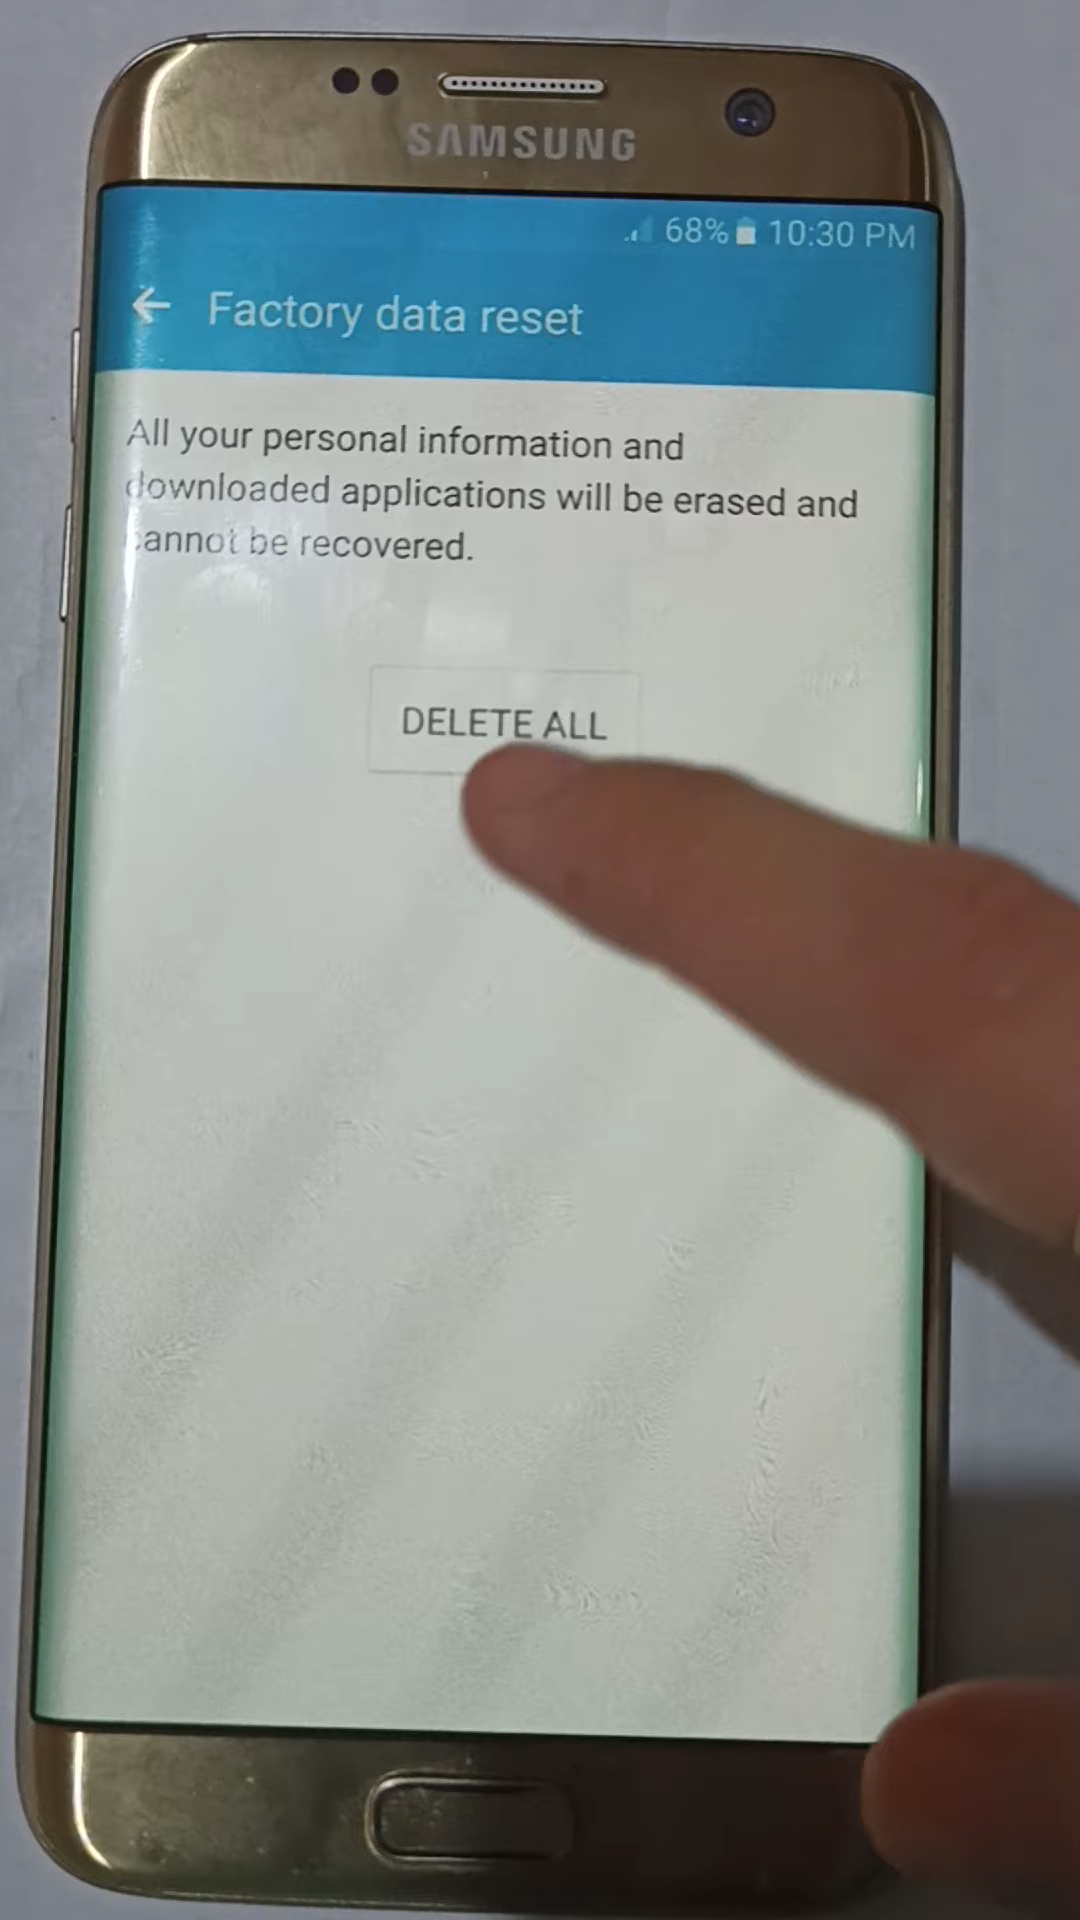 SAMSUNG
68% 10:30 PM
Factory data reset
All your personal information and
downloaded applications will be erased and
cannot be recovered.
DELETE ALL